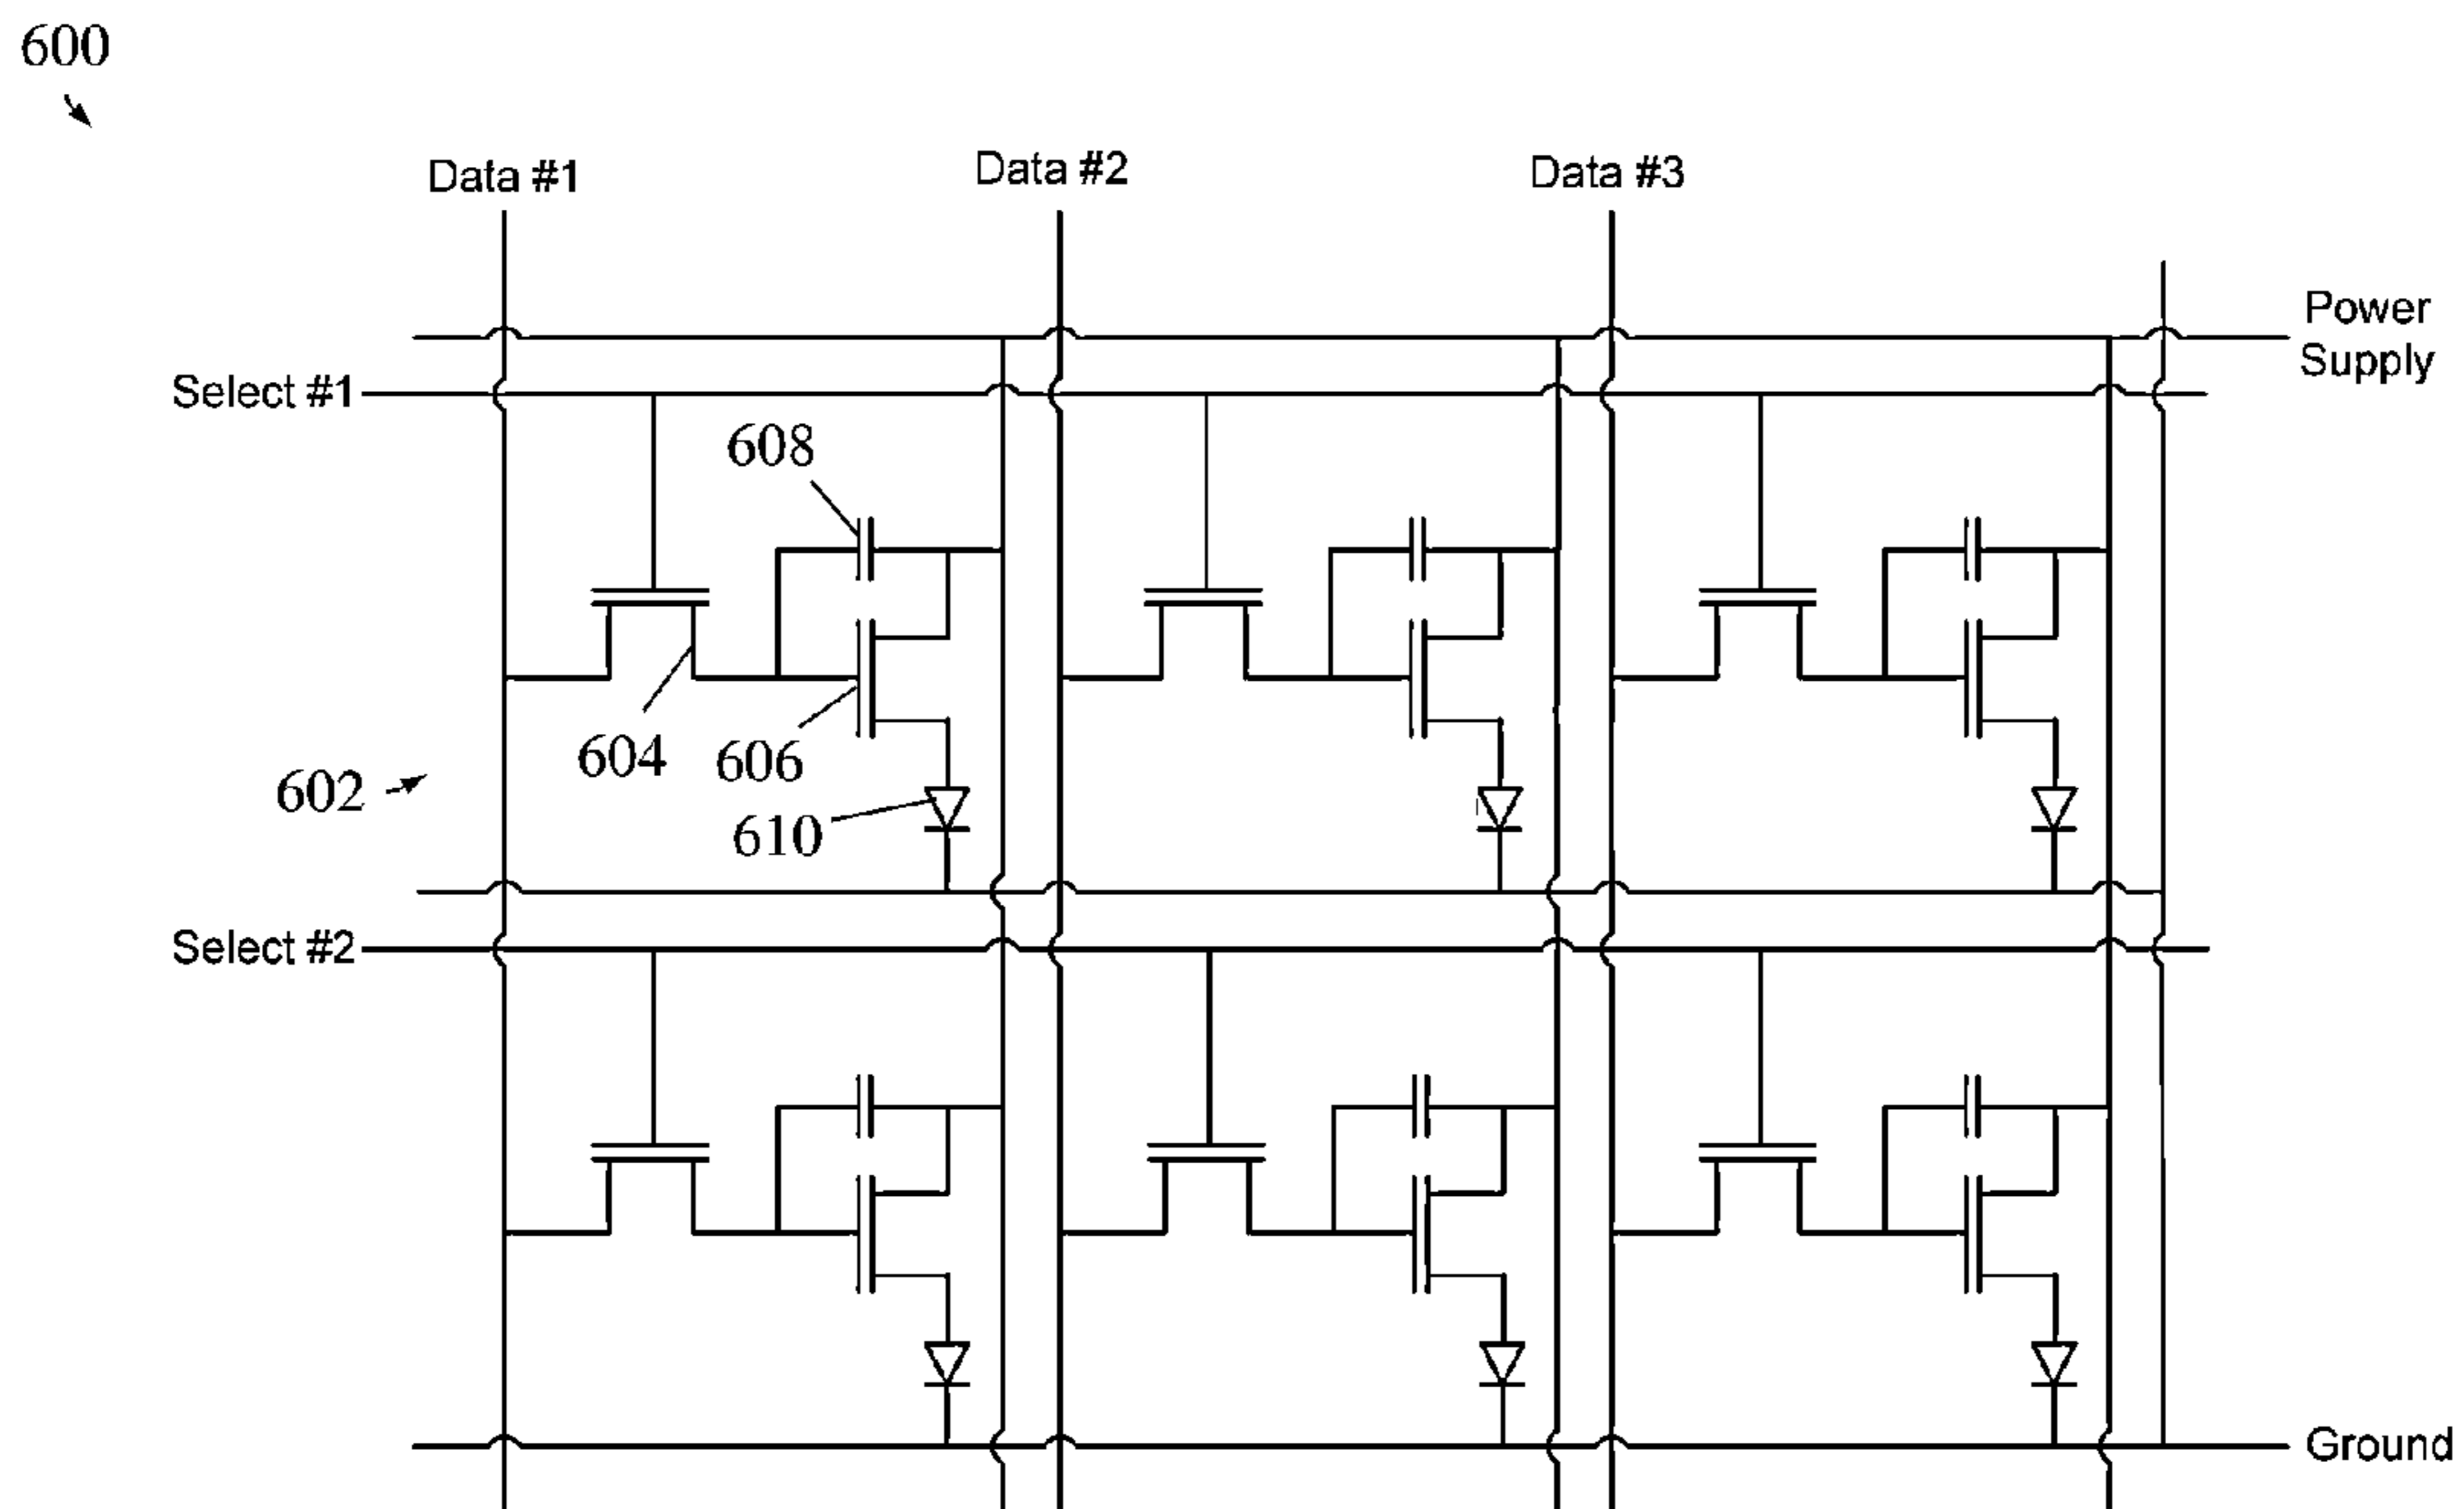 600
Data #1
Data #2
Data #3
Power
Supply
Select #1
608
604
606
602
610
Select #2
Ground